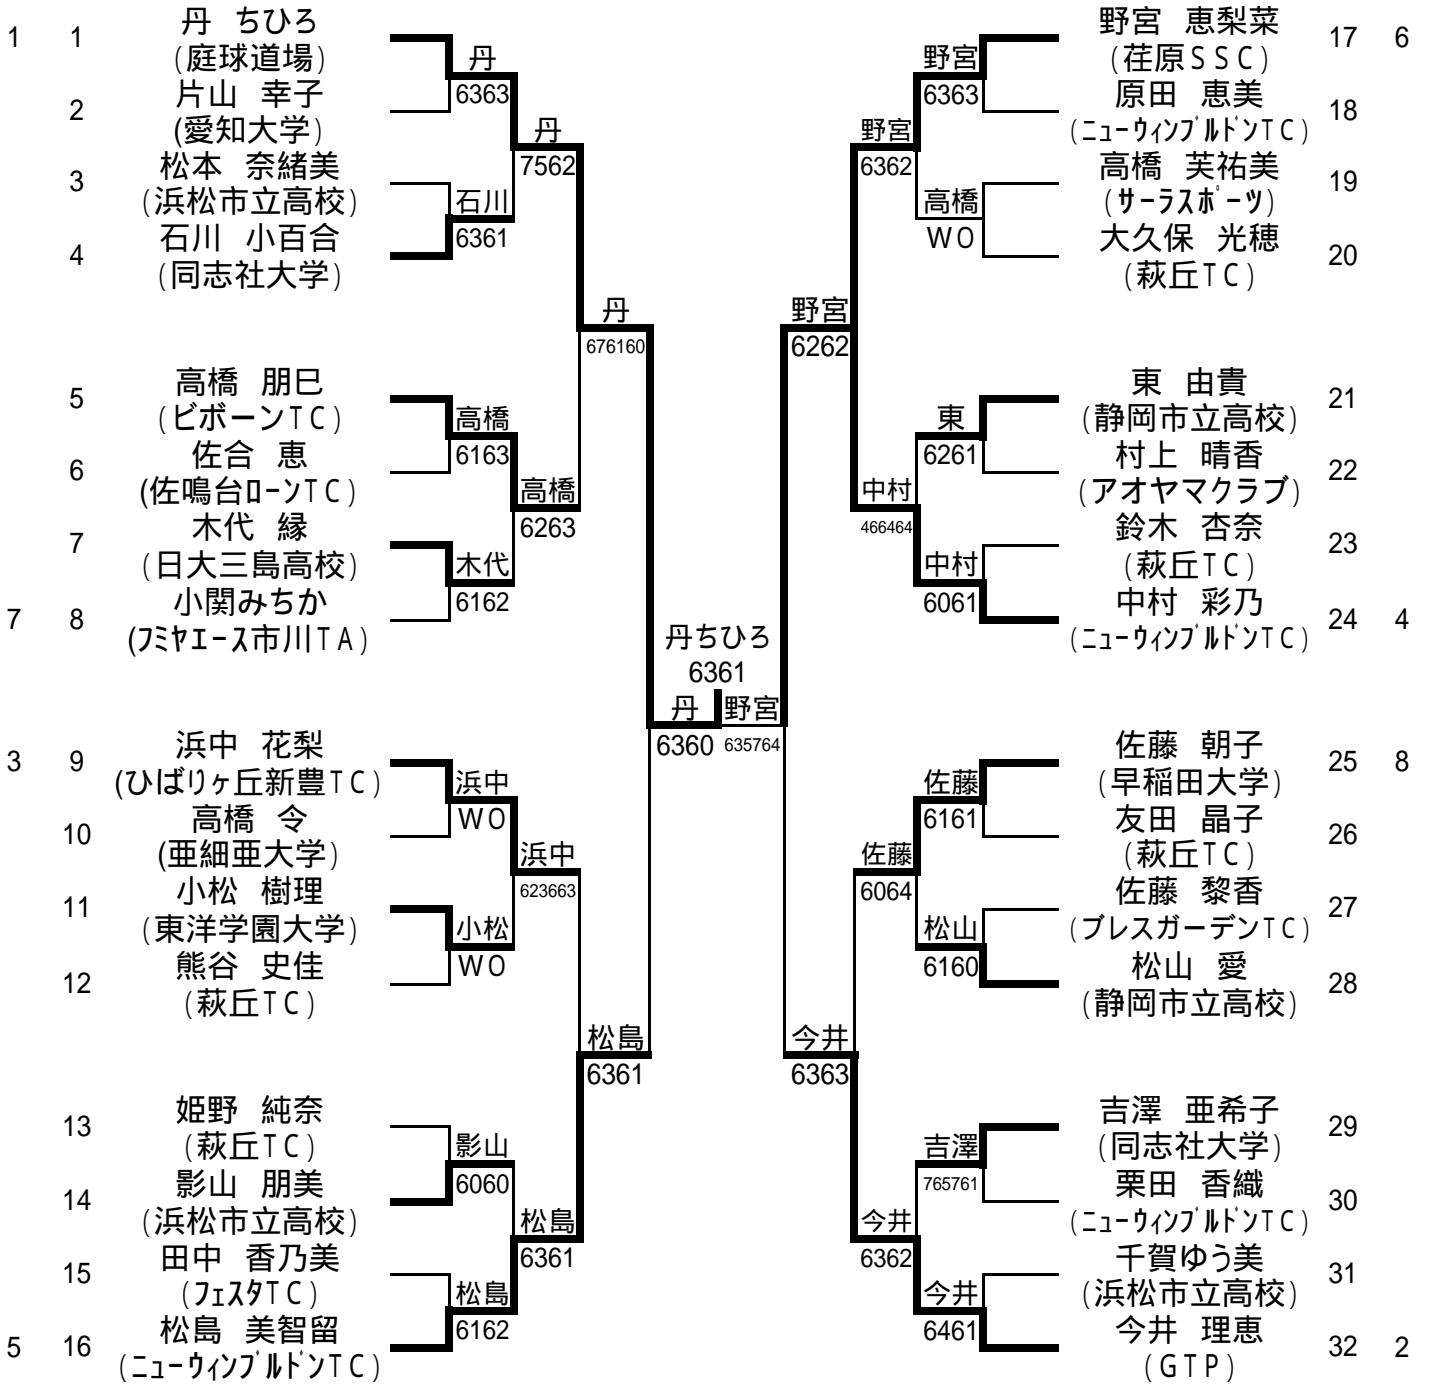 1 1 丹 ちひろ
(庭球道場)
2 片山 幸子
(愛知大学)
3 松本 奈緒美
(浜松市立高校)
4 石川 小百合
(同志社大学)
5 高橋 朋巳
(ビボーンTC)
6 佐合 恵
(佐鳴台ローンTC)
7 木代 縁
(日大三島高校)
7 8 小関みちか
(フミヤエース市川TA)
3 9 浜中 花梨
(ひばりヶ丘新豊TC)
10 高橋 令
(亜細亜大学)
11 小松 樹理
(東洋学園大学)
12 熊谷 史佳
(萩丘TC)
13 姫野 純奈
(萩丘TC)
14 影山 朋美
(浜松市立高校)
15 田中 香乃美
(フェスタTC)
5 16 松島 美智留
(ニューウィンブルドンTC)
丹
6363
石川
6361
高橋
6163
木代
6162
浜中
WO
小松
WO
影山
6060
松島
6162
丹
7562
高橋
6263
浜中
623663
松島
6361
丹
676160
松島
6361
丹
6360
丹ちひろ
6361
野宮
635764
野宮
6262
今井
6363
野宮
6362
中村
466464
佐藤
6064
今井
6362
野宮
6363
高橋
WO
東
6261
中村
6061
佐藤
6161
松山
6160
吉澤
765761
今井
6461
野宮 恵梨菜 17 6
(荏原SSC)
原田 恵美 18
(ニューウィンブルドンTC)
高橋 芙祐美 19
(サーラスポーツ)
大久保 光穂 20
(萩丘TC)
東 由貴 21
(静岡市立高校)
村上 晴香 22
(アオヤマクラブ)
鈴木 杏奈 23
(萩丘TC)
中村 彩乃 24 4
(ニューウィンブルドンTC)
佐藤 朝子 25 8
(早稲田大学)
友田 晶子 26
(萩丘TC)
佐藤 黎香 27
(ブレスガーデンTC)
松山 愛 28
(静岡市立高校)
吉澤 亜希子 29
(同志社大学)
栗田 香織 30
(ニューウィンブルドンTC)
千賀ゆう美 31
(浜松市立高校)
今井 理恵 32 2
(GTP)